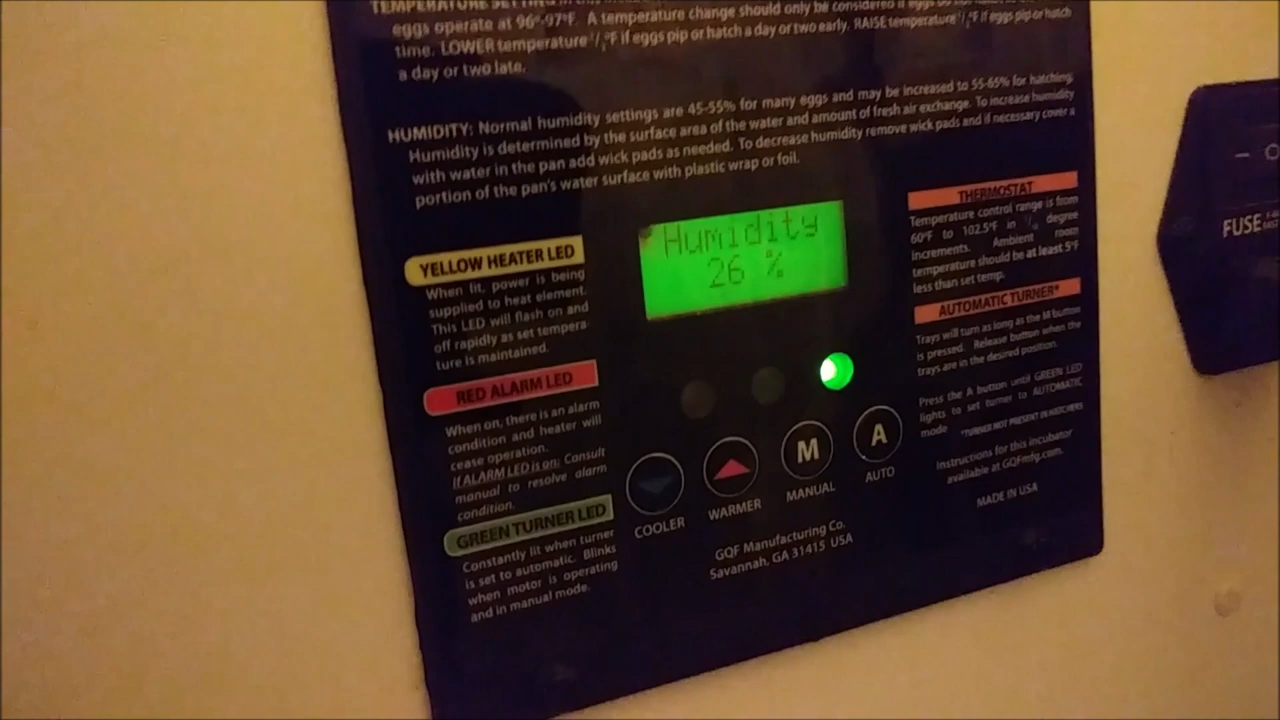 TEMPERATURE SETTING
eggs operate at 96°-97°F. A temperature change should only be considered if eggs
time. LOWER temperature °F if eggs pip or hatch a day or two early. RAISE temperature °F if eggs pip or hatch
a day or two late.
HUMIDITY: Normal humidity settings are 45-55% for many eggs and may be increased to 55-65% for hatching.
Humidity is determined by the surface area of the water and amount of fresh air exchange. To increase humidity
with water in the pan add wick pads as needed. To decrease humidity remove wick pads and if necessary cover a
portion of the pan's water surface with plastic wrap or foil.
Humidity
26 %
YELLOW HEATER LED
When lit, power is being
supplied to heat element.
This LED will flash on and
off rapidly as set tempera-
ture is maintained.
RED ALARM LED
When on, there is an alarm
condition and heater will
cease operation.
If ALARM LED is on: Consult
manual to resolve alarm
condition.
GREEN TURNER LED
Constantly lit when turner
is set to automatic. Blinks
when motor is operating
and in manual mode.
COOLER
WARMER
M
MANUAL
A
AUTO
GQF Manufacturing Co.
Savannah, GA 31415 USA
THERMOSTAT
Temperature control range is from
60°F to 102.5°F in degree
increments. Ambient room
temperature should be at least 5°F
less than set temp.
AUTOMATIC TURNER*
Trays will turn as long as the M button
is pressed. Release button when the
trays are in the desired position.
Press the A button until GREEN LED
lights to set turner to AUTOMATIC
mode *TURNER NOT PRESENT IN HATCHERS
Instructions for this incubator
available at GQFmfg.com.
MADE IN USA
FUSE